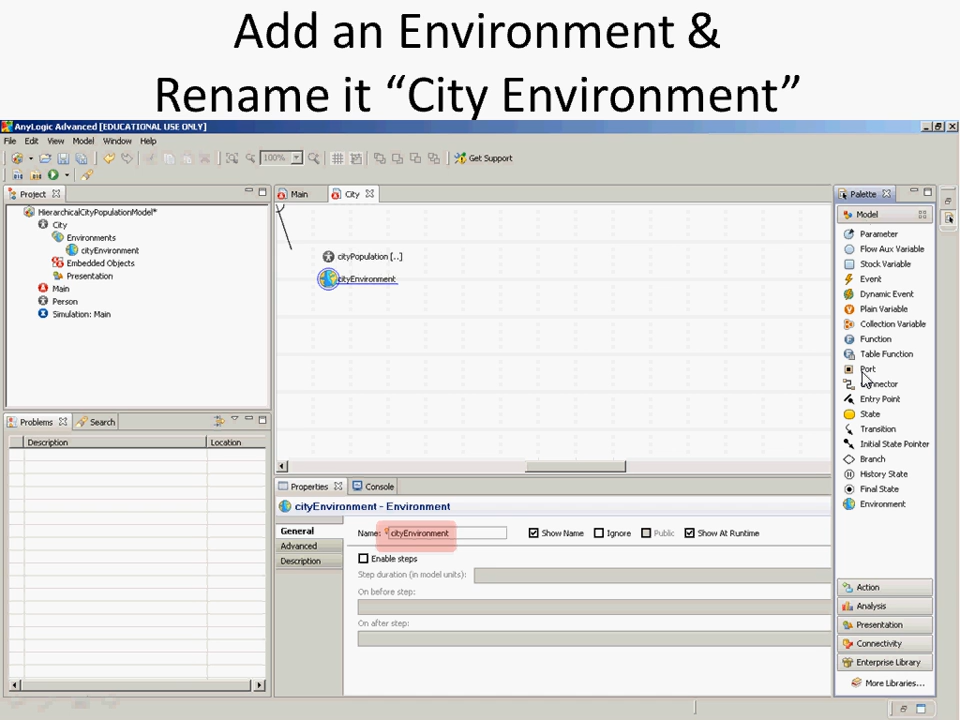 Add an Environment &
Rename it “City Environment”
AnyLogic Advanced [EDUCATIONAL USE ONLY]
File Edit View Model Window Help
100% Get Support
Project
HierarchicalCityPopulationModel*
City
Environments
cityEnvironment
Embedded Objects
Presentation
Main
Person
Simulation: Main
Problems Search
Description Location
Main City
cityPopulation [..]
cityEnvironment
Properties Console
cityEnvironment - Environment
General
Advanced
Description
Name: cityEnvironment Show Name Ignore Public Show At Runtime
Enable steps
Step duration (in model units):
On before step:
On after step:
Palette
Model
Parameter
Flow Aux Variable
Stock Variable
Event
Dynamic Event
Plain Variable
Collection Variable
Function
Table Function
Port
Connector
Entry Point
State
Transition
Initial State Pointer
Branch
History State
Final State
Environment
Action
Analysis
Presentation
Connectivity
Enterprise Library
More Libraries...